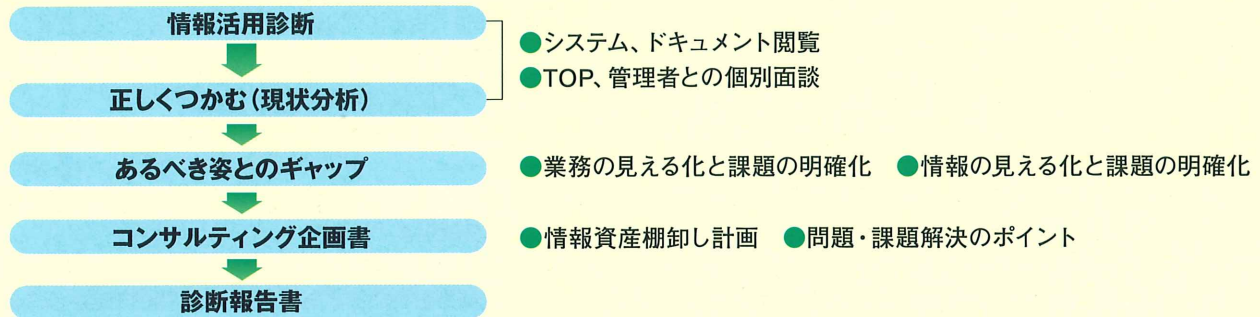 情報活用診断
●システム、ドキュメント閲覧
●TOP、管理者との個別面談
正しくつかむ(現状分析)
あるべき姿とのギャップ
●業務の見える化と課題の明確化 ●情報の見える化と課題の明確化
コンサルティング企画書
●情報資産棚卸し計画 ●問題・課題解決のポイント
診断報告書